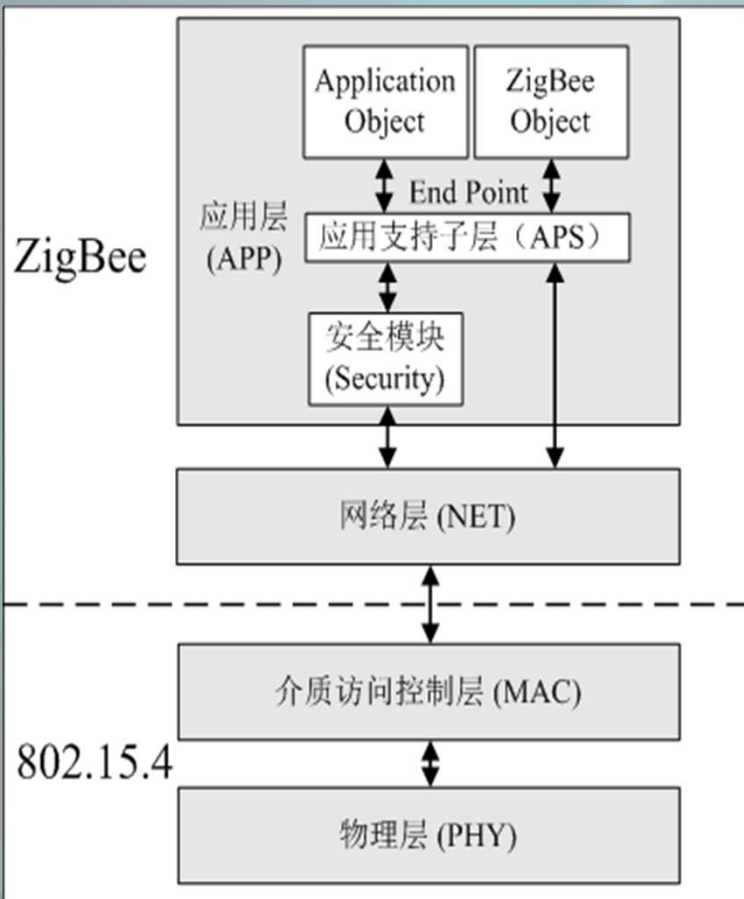 Application
Object
ZigBee
Object
End Point
应用层
(APP)
应用支持子层（APS）
ZigBee
安全模块
(Security)
网络层 (NET)
介质访问控制层 (MAC)
802.15.4
物理层 (PHY)